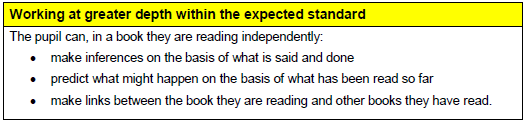 Working at greater depth within the expected standard
The pupil can, in a book they are reading independently:
• make inferences on the basis of what is said and done
• predict what might happen on the basis of what has been read so far
• make links between the book they are reading and other books they have read.